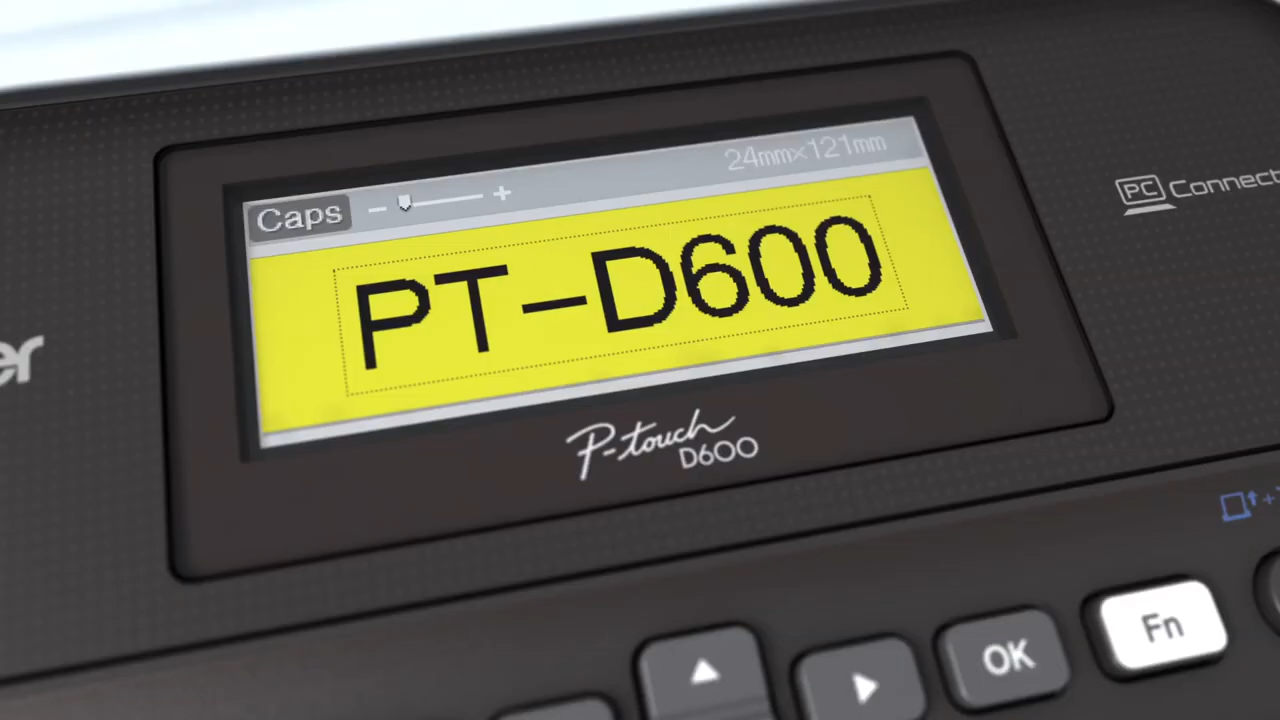 24mm×121mm
Caps
PT-D600
PC Connect
P-touch
D600
OK
Fn